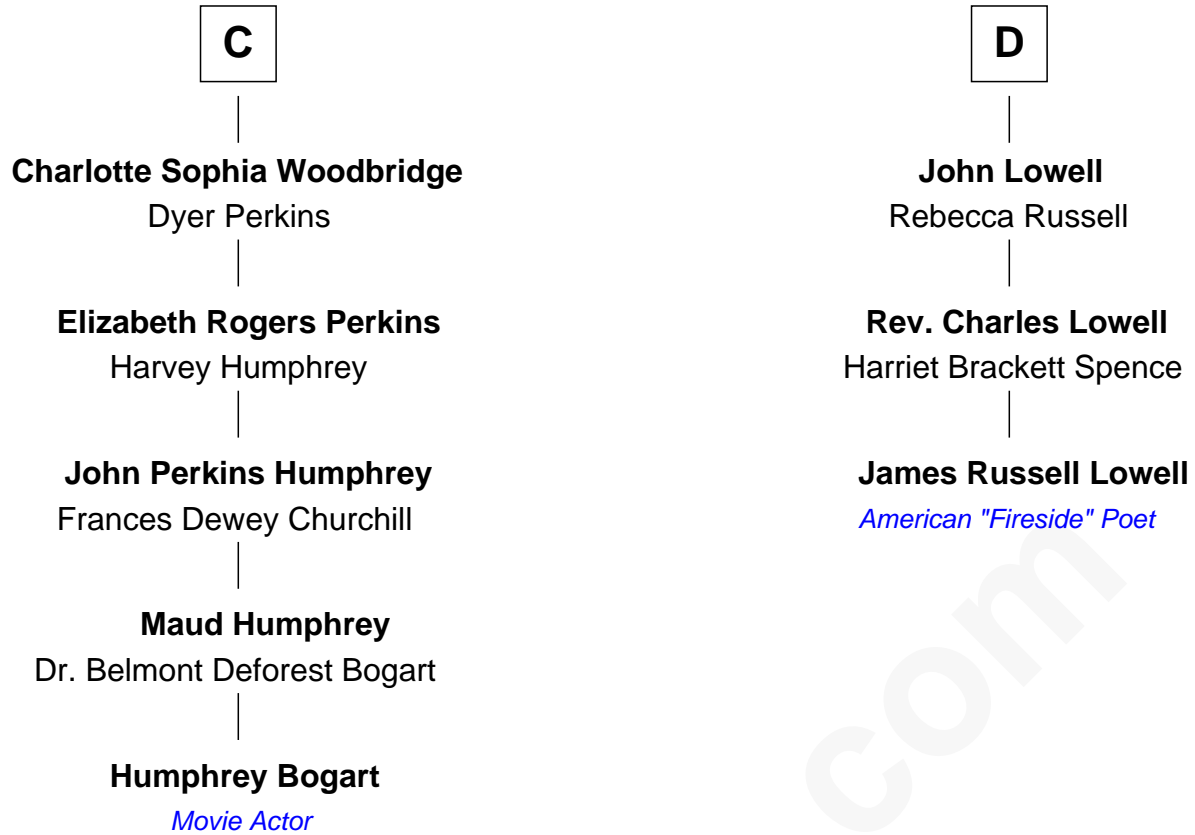 C
Charlotte Sophia Woodbridge
Dyer Perkins
Elizabeth Rogers Perkins
Harvey Humphrey
John Perkins Humphrey
Frances Dewey Churchill
Maud Humphrey
Dr. Belmont Deforest Bogart
Humphrey Bogart
Movie Actor
D
John Lowell
Rebecca Russell
Rev. Charles Lowell
Harriet Brackett Spence
James Russell Lowell
American "Fireside" Poet
com